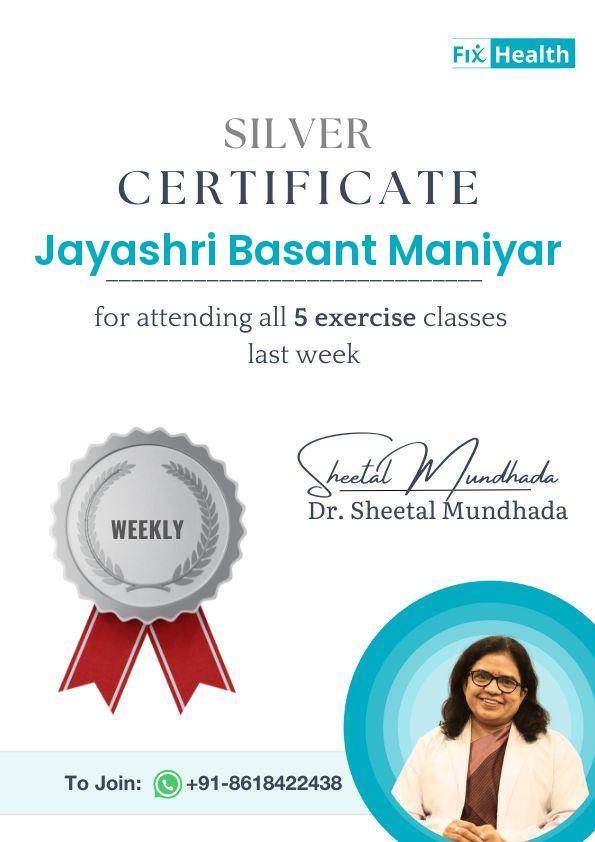 Fix Health
SILVER
CERTIFICATE
Jayashri Basant Maniyar
for attending all 5 exercise classes
last week
WEEKLY
Sheetal Mundhada
Dr. Sheetal Mundhada
To Join: +91-8618422438